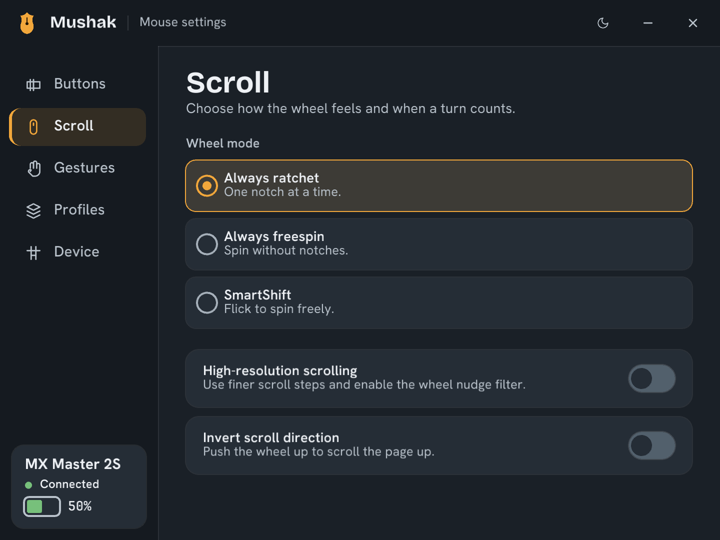 Mushak
Mouse settings
Buttons
Scroll
Gestures
Profiles
Device
MX Master 2S
Connected
50%
Scroll
Choose how the wheel feels and when a turn counts.
Wheel mode
Always ratchet
One notch at a time.
Always freespin
Spin without notches.
SmartShift
Flick to spin freely.
High-resolution scrolling
Use finer scroll steps and enable the wheel nudge filter.
Invert scroll direction
Push the wheel up to scroll the page up.